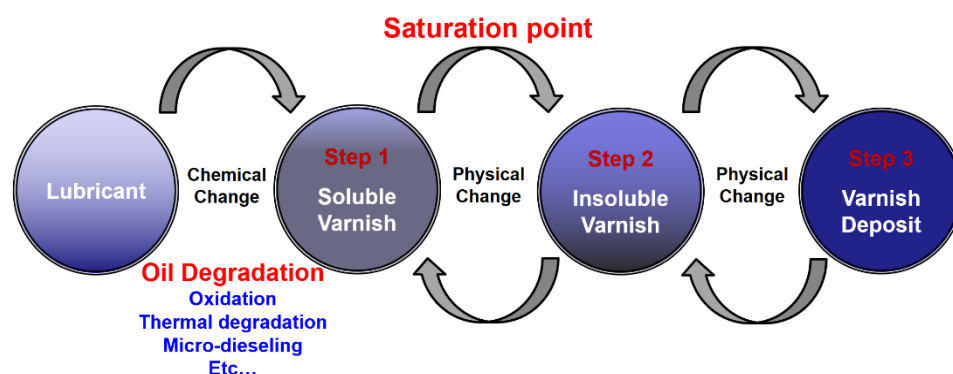 Saturation point
Lubricant
Chemical
Change
Step 1
Soluble
Varnish
Physical
Change
Step 2
Insoluble
Varnish
Physical
Change
Step 3
Varnish
Deposit
Oil Degradation
Oxidation
Thermal degradation
Micro-dieseling
Etc...